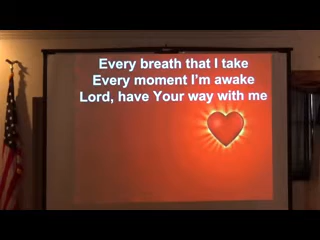 Every breath that I take
Every moment I'm awake
Lord, have Your way with me